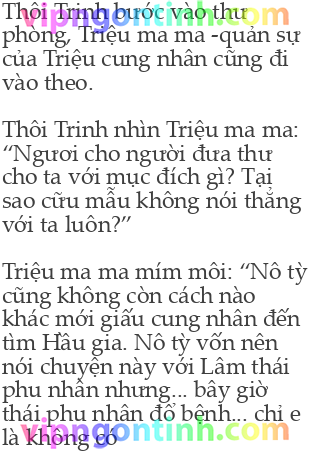 Thôi Trinh bước vào thư
vipngontinh.com
phòng, Triệu ma ma -quản sự
của Triệu cung nhân cũng đi
vào theo.
Thôi Trinh nhìn Triệu ma ma:
“Ngươi cho người đưa thư
cho ta với mục đích gì? Tại
sao cữu mẫu không nói thẳng
với ta luôn?”
Triệu ma ma mím môi: “Nô tỳ
cũng không còn cách nào
khác mới giấu cung nhân đến
tìm Hầu gia. Nô tỳ vốn nên
nói chuyện này với Lâm thái
phu nhân nhưng... bây giờ
thái phu nhân đổ bệnh... chỉ e
là không có
vipngontinh.com